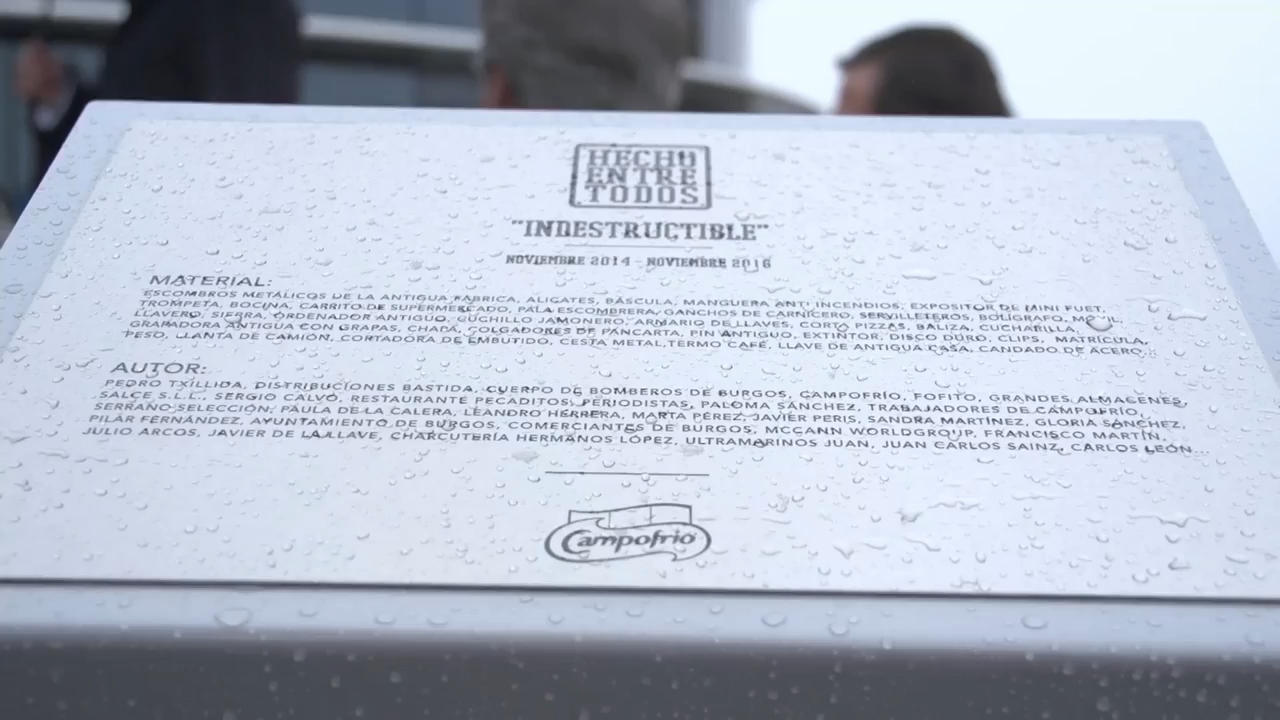 HECHO
ENTRE
TODOS
"INDESTRUCTIBLE"
NOVIEMBRE 2014 - NOVIEMBRE 2016
MATERIAL:
ESCOMBROS METÁLICOS DE LA ANTIGUA FÁBRICA, ALICATES, BÁSCULA, MANGUERA ANTI INCENDIOS, EXPOSITOR DE MINI FUET,
TROMPETA, BOCINA, CARRITO DE SUPERMERCADO, PALA ESCOMBRERA, GANCHOS DE CARNICERO, SERVILLETEROS, BOLÍGRAFO, MÓVIL,
LLAVERO, SIERRA, ORDENADOR ANTIGUO, CUCHILLO JAMONERO, ARMARIO DE LLAVES, CORTA PIZZAS, BALIZA, CUCHARILLA,
GRAPADORA ANTIGUA CON GRAPAS, CHAPA, COLGADORES DE PANCARTA, PIN ANTIGUO, EXTINTOR, DISCO DURO, CLIPS, MATRÍCULA,
PESO, LLANTA DE CAMIÓN, CORTADORA DE EMBUTIDO, CESTA METAL, TERMO CAFÉ, LLAVE DE ANTIGUA CASA, CANDADO DE ACERO...
AUTOR:
PEDRO TXILLIDA, DISTRIBUCIONES BASTIDA, CUERPO DE BOMBEROS DE BURGOS, CAMPOFRÍO, FOFITO, GRANDES ALMACENES,
SALCE S.L.L., SERGIO CALVO, RESTAURANTE PECADITOS, PERIODISTAS, PALOMA SÁNCHEZ, TRABAJADORES DE CAMPOFRÍO,
SERRANO SELECCIÓN, PAULA DE LA CALERA, LEANDRO HERRERA, MARTA PÉREZ, JAVIER PERIS, SANDRA MARTÍNEZ, GLORIA SÁNCHEZ,
PILAR FERNÁNDEZ, AYUNTAMIENTO DE BURGOS, COMERCIANTES DE BURGOS, MCCANN WORLDGROUP, FRANCISCO MARTÍN,
JULIO ARCOS, JAVIER DE LA LLAVE, CHARCUTERÍA HERMANOS LÓPEZ, ULTRAMARINOS JUAN, JUAN CARLOS SAINZ, CARLOS LEÓN...
Campofrío